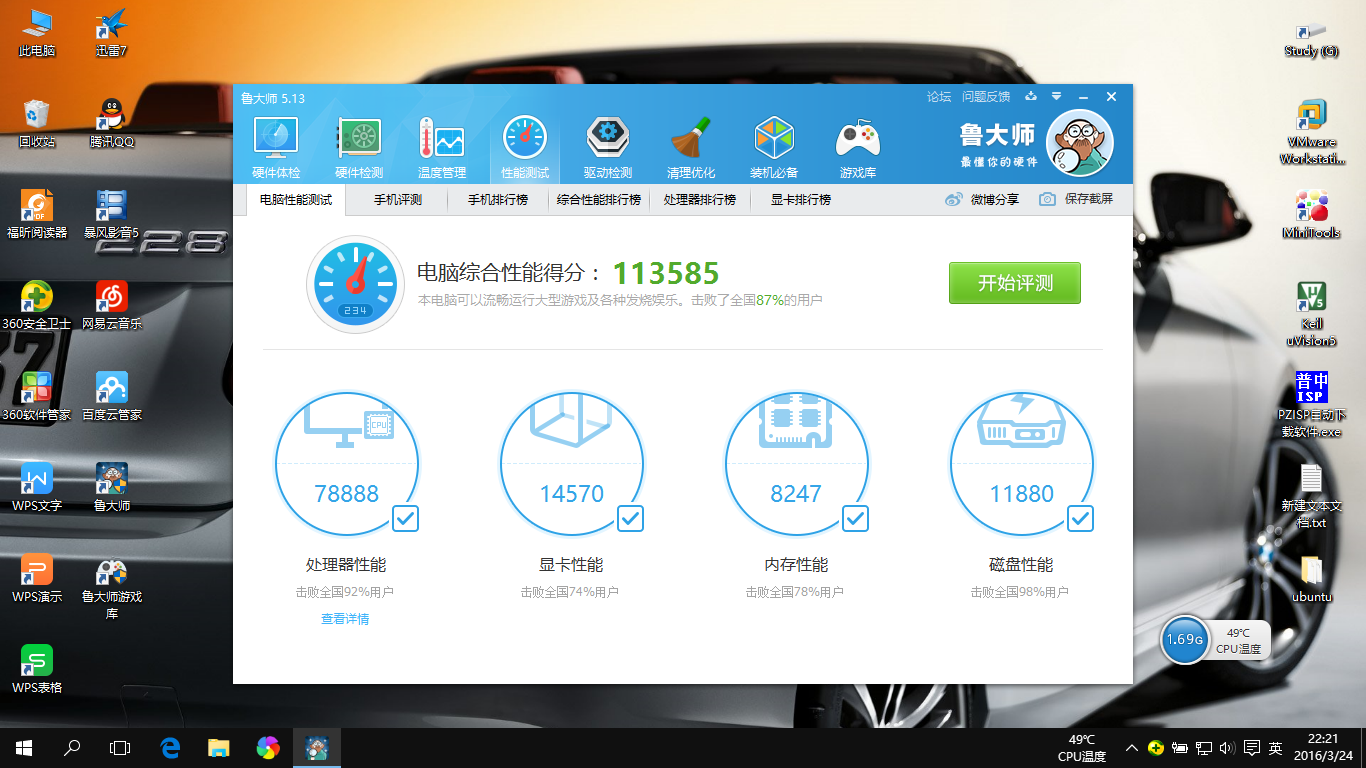 此电脑
迅雷7
回收站
腾讯QQ
福昕阅读器
暴风影音5
360安全卫士
网易云音乐
360软件管家
百度云管家
WPS文字
鲁大师
WPS演示
鲁大师游戏
库
WPS表格
228
鲁大师 5.13
论坛 问题反馈
硬件体检
硬件检测
温度管理
性能测试
驱动检测
清理优化
装机必备
游戏库
鲁大师
最懂你的硬件
电脑性能测试
手机评测
手机排行榜
综合性能排行榜
处理器排行榜
显卡排行榜
微博分享
保存截屏
234
电脑综合性能得分： 113585
本电脑可以流畅运行大型游戏及各种发烧娱乐。击败了全国87%的用户
开始评测
CPU
78888
14570
8247
11880
处理器性能
显卡性能
内存性能
磁盘性能
击败全国92%用户
击败全国74%用户
击败全国78%用户
击败全国98%用户
查看详情
Study (G)
VMware
Workstati...
MiniTools
Keil
uVision5
普中
ISP
PZISP自动下
载软件.exe
新建文本文
档.txt
ubuntu
1.69G
49℃
CPU温度
49℃
CPU温度
英
22:21
2016/3/24